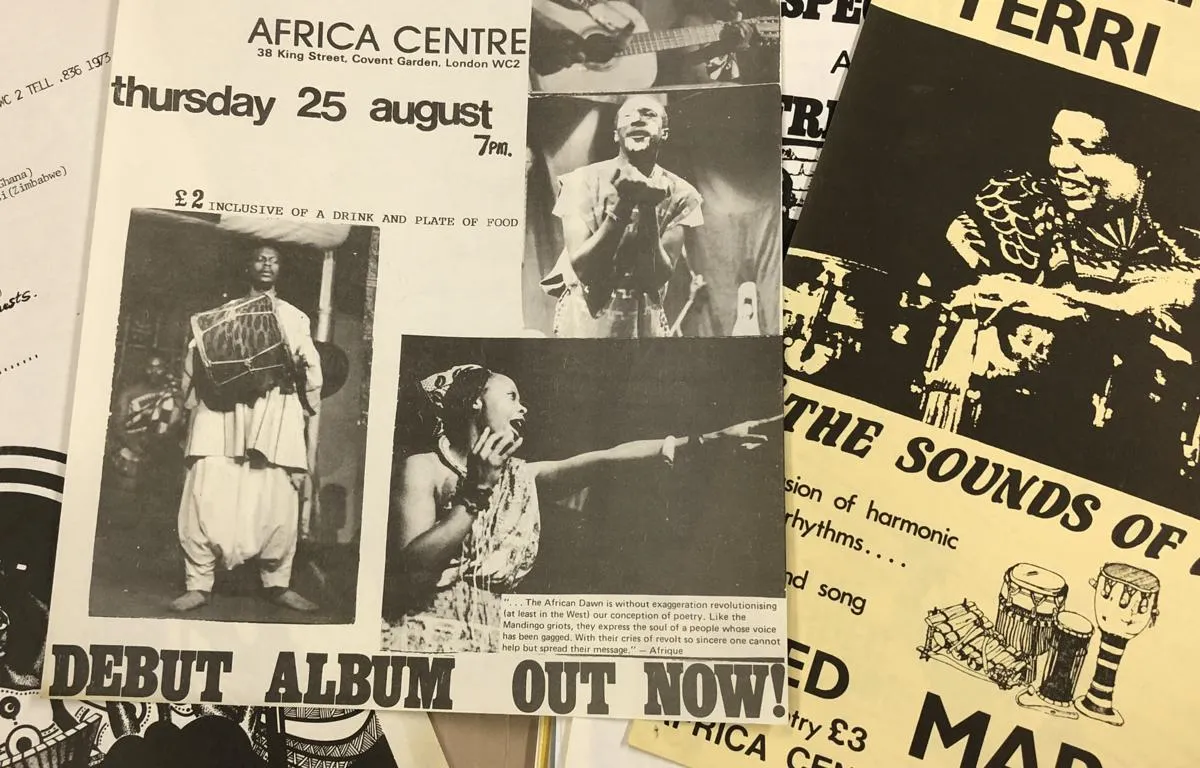 WC 2 TELL .836 1973
(Zimbabwe)
AFRICA CENTRE
38 King Street, Covent Garden, London WC2
thursday 25 august
7PM.
£2 INCLUSIVE OF A DRINK AND PLATE OF FOOD
". . . The African Dawn is without exaggeration revolutionising
(at least in the West) our conception of poetry. Like the
Mandingo griots, they express the soul of a people whose voice
has been gagged. With their cries of revolt so sincere one cannot
help but spread their message." — Afrique
DEBUT ALBUM OUT NOW!
TERRI
THE SOUNDS OF
sion of harmonic
rhythms....
nd song
ED
MAR
try £3
AFRICA CEN